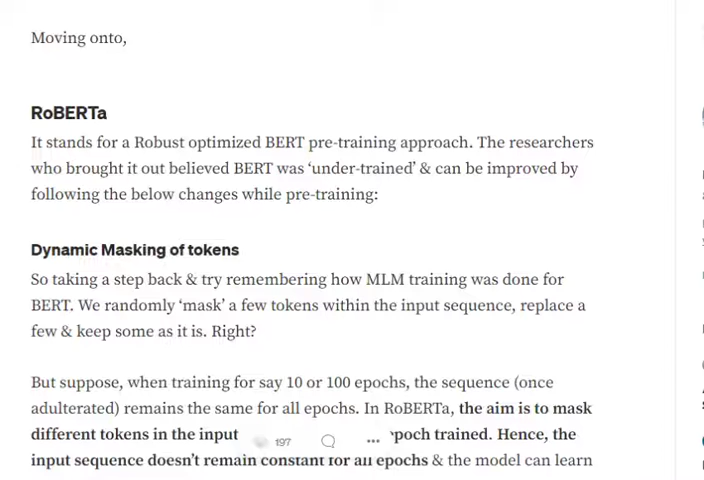 Moving onto,
RoBERTa
It stands for a Robust optimized BERT pre-training approach. The researchers
who brought it out believed BERT was ‘under-trained’ & can be improved by
following the below changes while pre-training:
Dynamic Masking of tokens
So taking a step back & try remembering how MLM training was done for
BERT. We randomly ‘mask’ a few tokens within the input sequence, replace a
few & keep some as it is. Right?
But suppose, when training for say 10 or 100 epochs, the sequence (once
adulterated) remains the same for all epochs. In RoBERTa, the aim is to mask
different tokens in the input 197 trained. Hence, the
input sequence doesn’t remain constant for all epochs & the model can learn